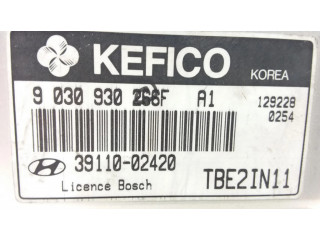 KEFICO
KOREA
9 030 930 A1
129228
0254
39110-02420
Licence Bosch
TBE2IN11